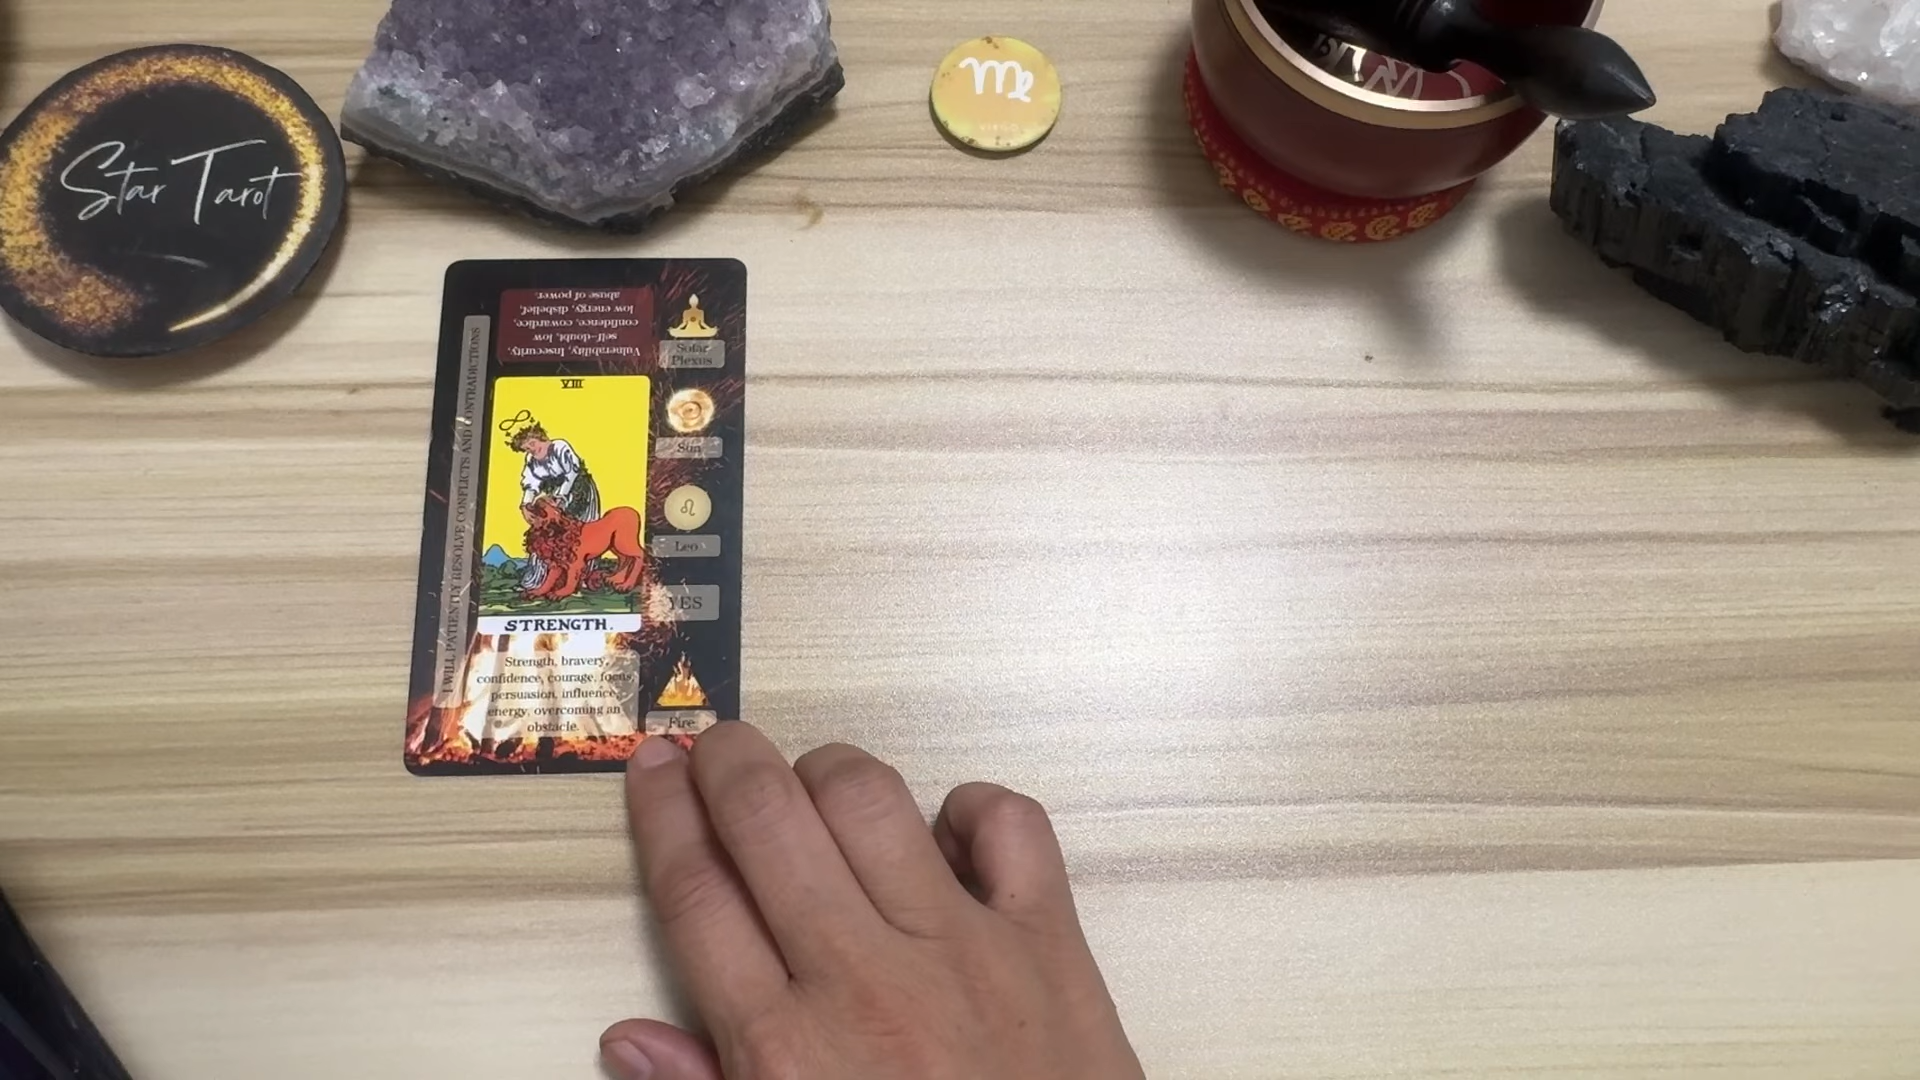 Star Tarot
VIRGO
Vulnerability, Insecurity,
self-doubt, low
confidence, cowardice,
low energy, disbelief,
abuse of power.
I WILL PATIENTLY RESOLVE CONFLICTS AND CONTRADICTIONS
VIII
STRENGTH.
Strength, bravery,
confidence, courage, focus,
persuasion, influence,
energy, overcoming an
obstacle.
Solar
Plexus
Sun
Leo
YES
Fire